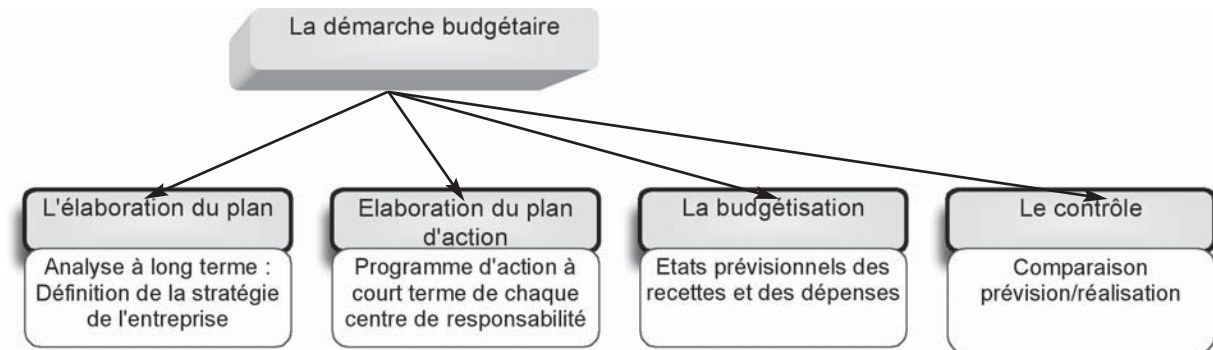 La démarche budgétaire
L'élaboration du plan
Analyse à long terme :
Définition de la stratégie
de l'entreprise
Elaboration du plan
d'action
Programme d'action à
court terme de chaque
centre de responsabilité
La budgétisation
Etats prévisionnels des
recettes et des dépenses
Le contrôle
Comparaison
prévision/réalisation